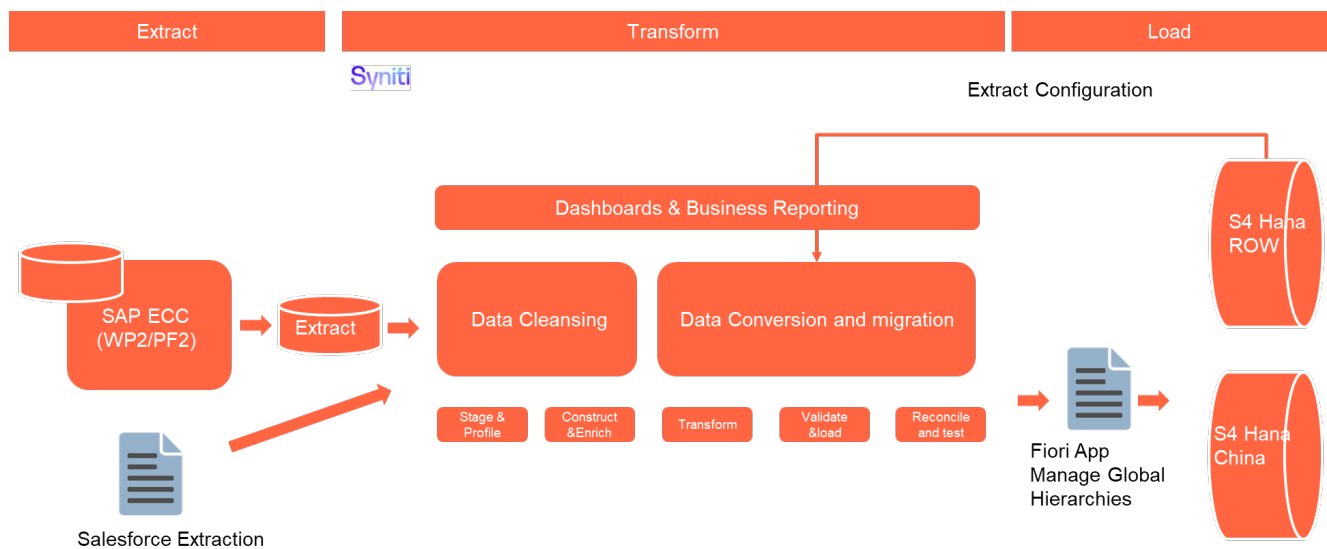 Extract
Transform
Load
Syniti
Extract Configuration
Dashboards & Business Reporting
S4 Hana
ROW
SAP ECC
(WP2/PF2)
Extract
Data Cleansing
Data Conversion and migration
Stage &
Profile
Construct
&Enrich
Transform
Validate
&load
Reconcile
and test
Fiori App
Manage Global
Hierarchies
S4 Hana
China
Salesforce Extraction